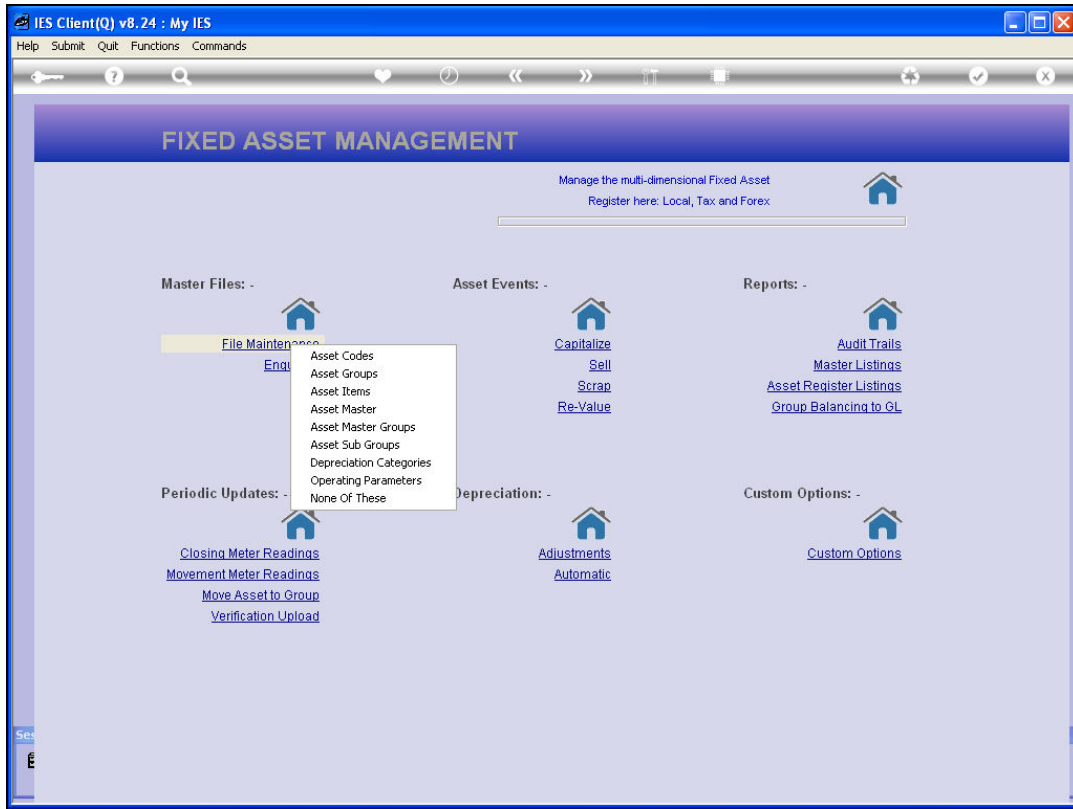 IES Client(Q) v8.24 : My IES
Help Submit Quit Functions Commands
FIXED ASSET MANAGEMENT
Manage the multi-dimensional Fixed Asset
Register here: Local, Tax and Forex
Master Files: -
Asset Events: -
Reports: -
File Maintenance
Asset Codes
Asset Groups
Asset Items
Asset Master
Asset Master Groups
Asset Sub Groups
Depreciation Categories
Operating Parameters
None Of These
Capitalize
Sell
Scrap
Re-Value
Audit Trails
Master Listings
Asset Register Listings
Group Balancing to GL
Periodic Updates: -
Depreciation: -
Custom Options: -
Closing Meter Readings
Movement Meter Readings
Move Asset to Group
Verification Upload
Adjustments
Automatic
Custom Options